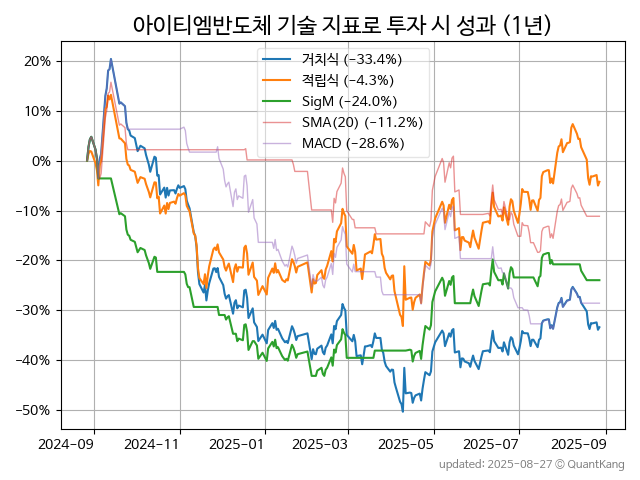 아이티엠반도체 기술 지표로 투자 시 성과 (1년)
거치식 (−33.4%)
적립식 (−4.3%)
SigM (−24.0%)
SMA(20) (−11.2%)
MACD (−28.6%)
20%
10%
0%
−10%
−20%
−30%
−40%
−50%
2024-09 2024-11 2025-01 2025-03 2025-05 2025-07 2025-09
updated: 2025-08-27 © QuantKang